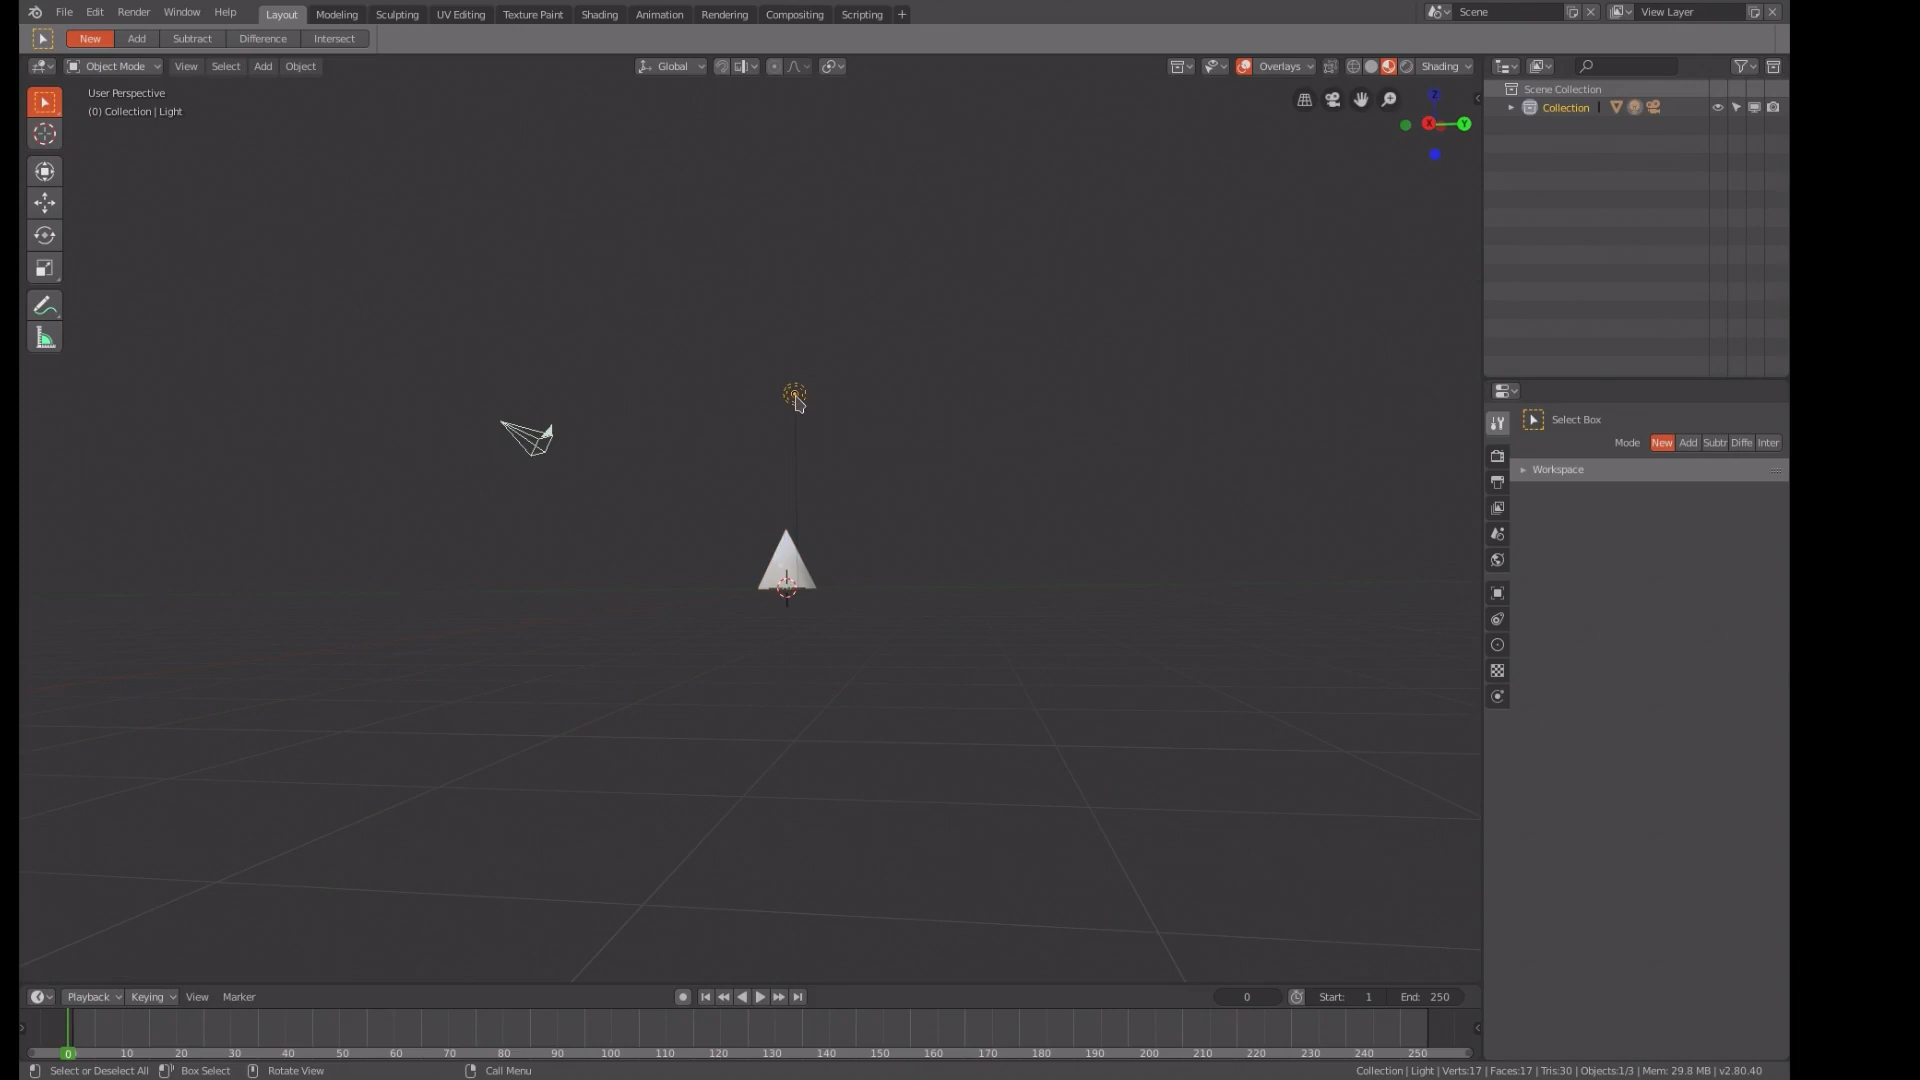 File Edit Render Window Help Layout Modeling Sculpting UV Editing Texture Paint Shading Animation Rendering Compositing Scripting + Scene View Layer
New Add Subtract Difference Intersect
Object Mode View Select Add Object Global Overlays Shading
User Perspective
(0) Collection | Light
Z
X Y
Scene Collection
Collection
Select Box
Mode New Add Subtr Diffe Inter
Workspace
Playback Keying View Marker 0 Start: 1 End: 250
0 10 20 30 40 50 60 70 80 90 100 110 120 130 140 150 160 170 180 190 200 210 220 230 240 250
Select or Deselect All Box Select Rotate View Call Menu Collection | Light | Verts:17 | Faces:17 | Tris:30 | Objects:1/3 | Mem: 29.8 MB | v2.80.40